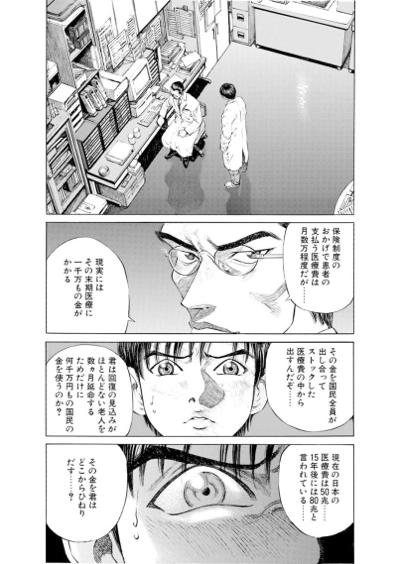 保険制度の
おかげで患者の
支払う医療費は
月数万程度だが……
現実には
その末期医療に
一千万もの金が
かかる
その金を国民全員が
出し合って
ストックした
医療費の中から
出すんだぞ……
君は回復の見込みが
ほとんどない老人を
数ヵ月延命する
ためだけに
何千万円もの国民の
金を使うのか?
現在の日本の
医療費は50兆……
15年後には80兆と
言われている……
その金を君は
どこからひねり
だす……?